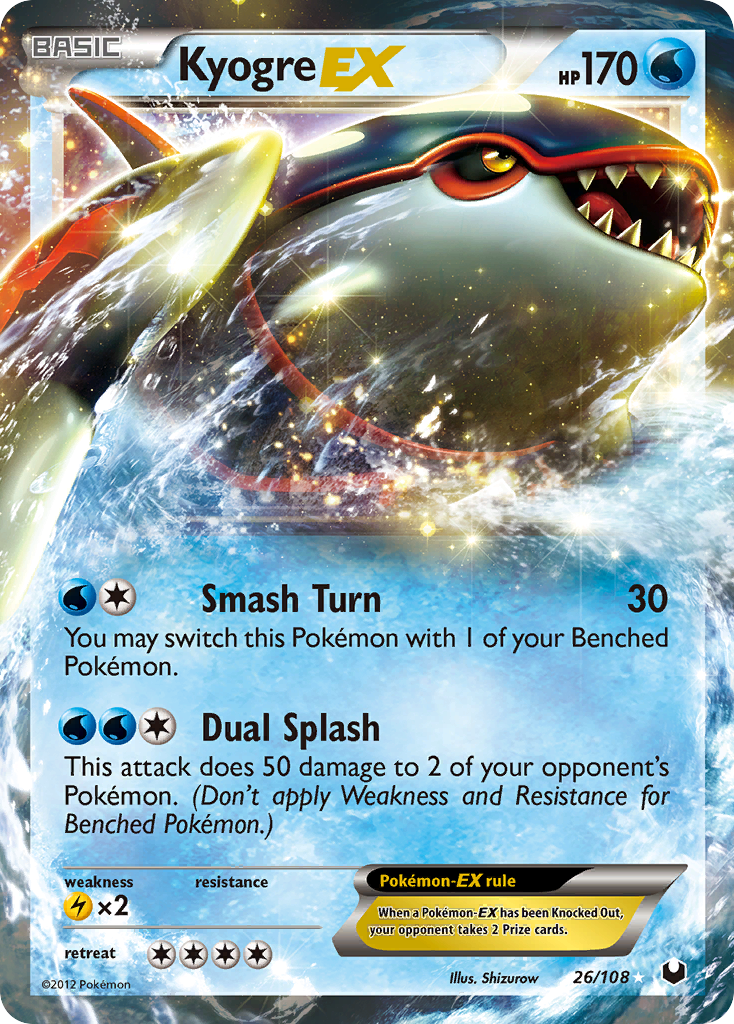 BASIC
Kyogre EX
HP 170
Smash Turn 30
You may switch this Pokémon with 1 of your Benched
Pokémon.
Dual Splash
This attack does 50 damage to 2 of your opponent's
Pokémon. (Don't apply Weakness and Resistance for
Benched Pokémon.)
weakness resistance
×2
retreat
Pokémon-EX rule
When a Pokémon-EX has been Knocked Out,
your opponent takes 2 Prize cards.
©2012 Pokémon
Illus. Shizurow
26/108